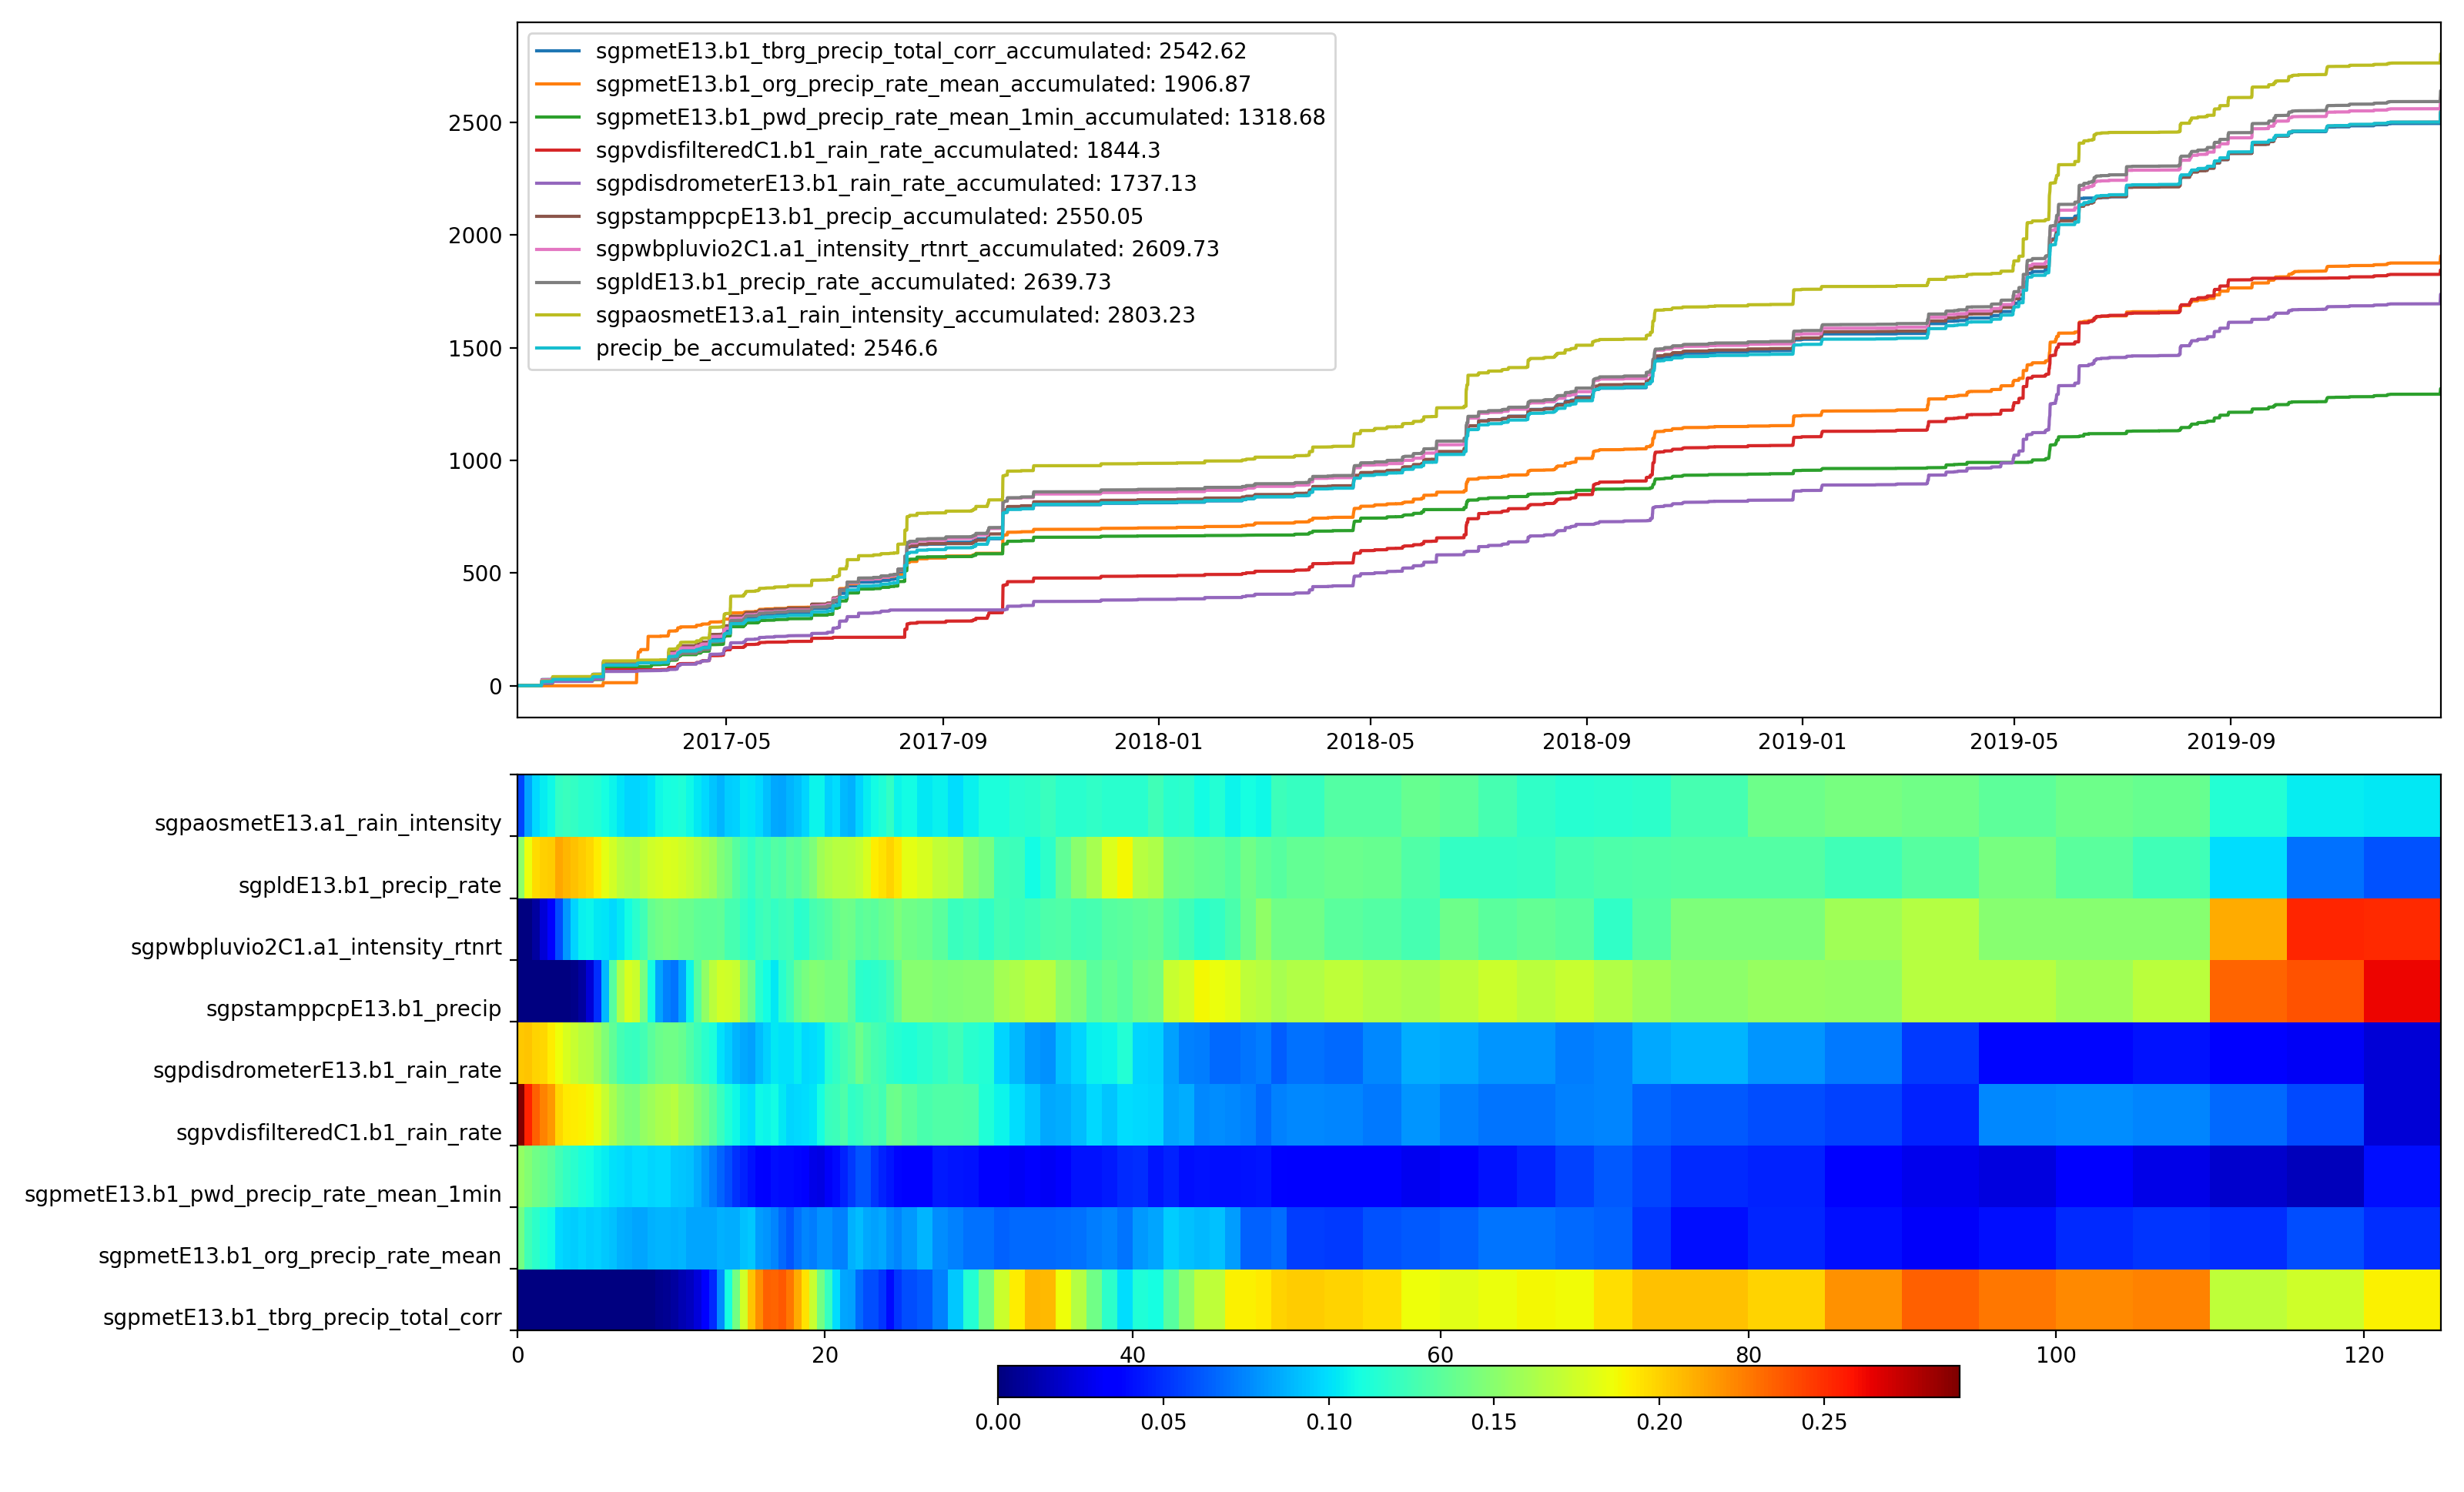 sgpmetE13.b1_tbrg_precip_total_corr_accumulated: 2542.62
sgpmetE13.b1_org_precip_rate_mean_accumulated: 1906.87
sgpmetE13.b1_pwd_precip_rate_mean_1min_accumulated: 1318.68
sgpvdisfilteredC1.b1_rain_rate_accumulated: 1844.3
sgpdisdrometerE13.b1_rain_rate_accumulated: 1737.13
sgpstamppcpE13.b1_precip_accumulated: 2550.05
sgpwbpluvio2C1.a1_intensity_rtnrt_accumulated: 2609.73
sgpldE13.b1_precip_rate_accumulated: 2639.73
sgpaosmetE13.a1_rain_intensity_accumulated: 2803.23
precip_be_accumulated: 2546.6
2500
2000
1500
1000
500
0
2017-05 2017-09 2018-01 2018-05 2018-09 2019-01 2019-05 2019-09
sgpaosmetE13.a1_rain_intensity
sgpldE13.b1_precip_rate
sgpwbpluvio2C1.a1_intensity_rtnrt
sgpstamppcpE13.b1_precip
sgpdisdrometerE13.b1_rain_rate
sgpvdisfilteredC1.b1_rain_rate
sgpmetE13.b1_pwd_precip_rate_mean_1min
sgpmetE13.b1_org_precip_rate_mean
sgpmetE13.b1_tbrg_precip_total_corr
0 20 40 60 80 100 120
0.00 0.05 0.10 0.15 0.20 0.25